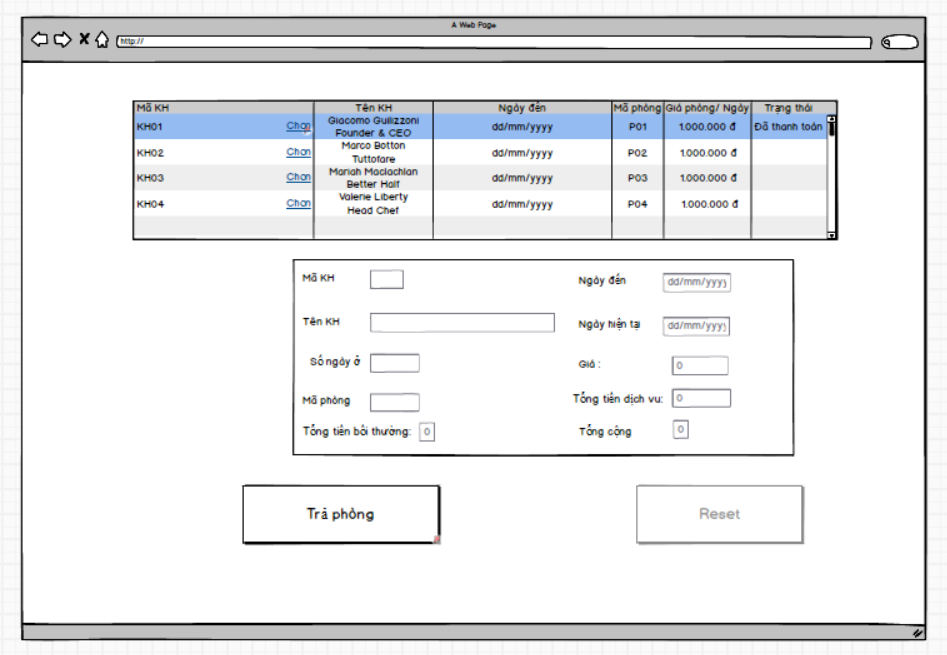 A Web Page
http://
Mã KH Tên KH Ngày đến Mã phòng Giá phòng/ Ngày Trạng thái
KH01 Chọn Giacomo Guilizzoni Founder & CEO dd/mm/yyyy P01 1.000.000 đ Đã thanh toán
KH02 Chọn Marco Botton Tuttofare dd/mm/yyyy P02 1.000.000 đ
KH03 Chọn Mariah Maclachlan Better Half dd/mm/yyyy P03 1.000.000 đ
KH04 Chọn Valerie Liberty Head Chef dd/mm/yyyy P04 1.000.000 đ
Mã KH Ngày đến dd/mm/yyyy
Tên KH Ngày hiện tại dd/mm/yyyy
Số ngày ở Giá : 0
Mã phòng Tổng tiền dịch vu: 0
Tổng tiền bồi thường: 0 Tổng cộng 0
Trả phòng Reset